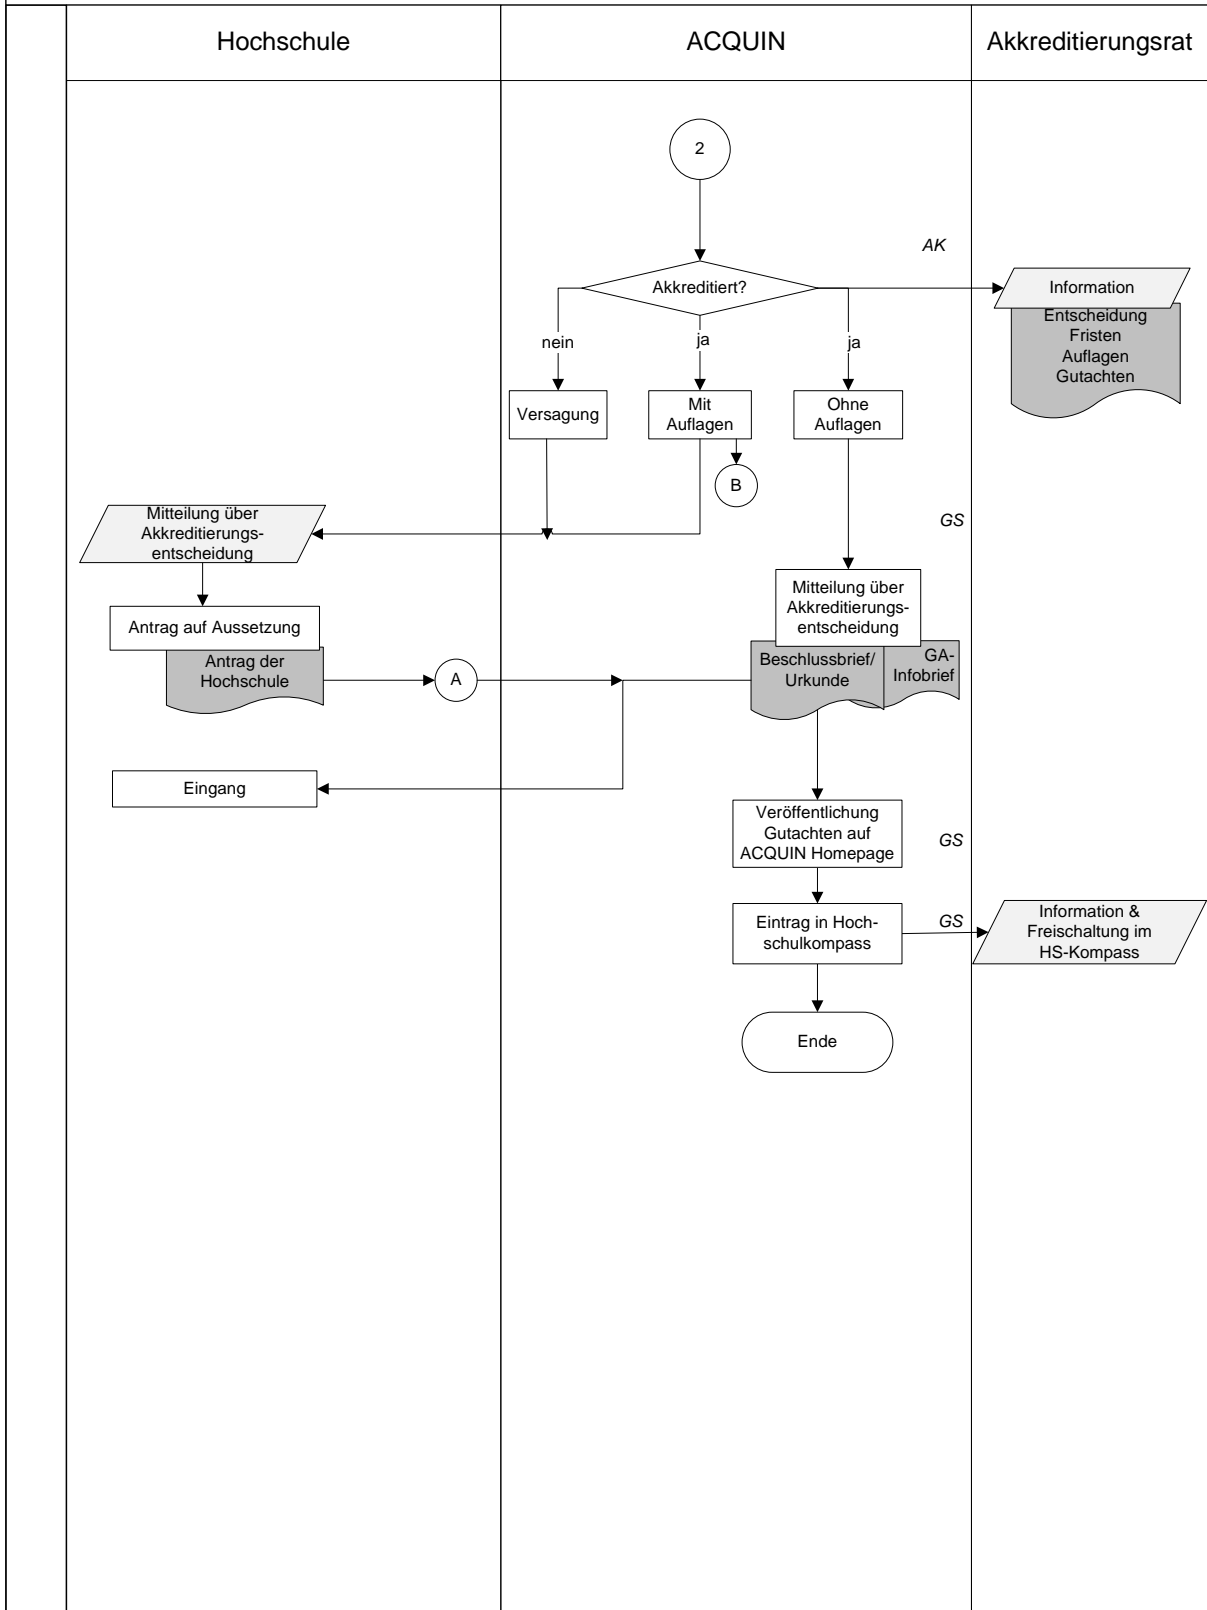 Hochschule
ACQUIN
Akkreditierungsrat
2
AK
Akkreditiert?
Information
Entscheidung
Fristen
Auflagen
Gutachten
nein
ja
ja
Versagung
Mit
Auflagen
Ohne
Auflagen
B
GS
Mitteilung über
Akkreditierungs-
entscheidung
Mitteilung über
Akkreditierungs-
entscheidung
Antrag auf Aussetzung
Antrag der
Hochschule
A
Beschlussbrief/
Urkunde
GA-
Infobrief
Eingang
Veröffentlichung
Gutachten auf
ACQUIN Homepage
GS
Eintrag in Hoch-
schulkompass
GS
Information &
Freischaltung im
HS-Kompass
Ende